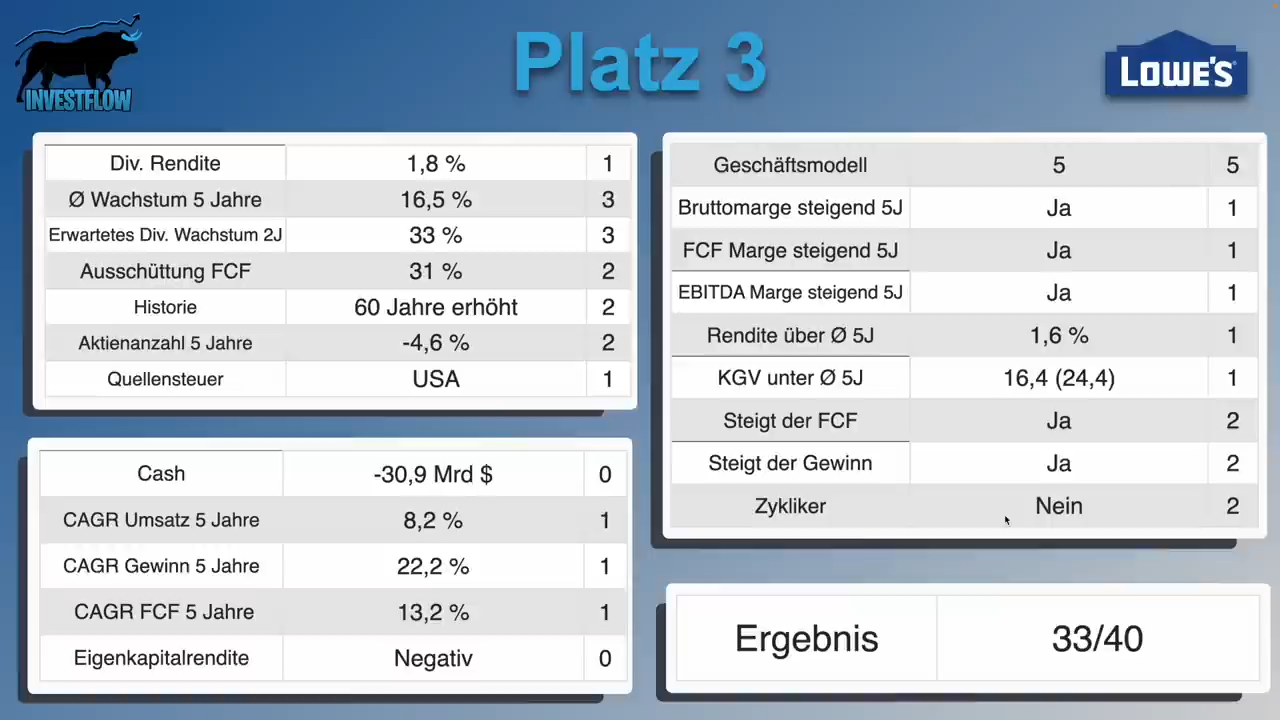 Platz 3
INVESTFLOW
LOWE'S
Div. Rendite 1,8 % 1
Ø Wachstum 5 Jahre 16,5 % 3
Erwartetes Div. Wachstum 2J 33 % 3
Ausschüttung FCF 31 % 2
Historie 60 Jahre erhöht 2
Aktienanzahl 5 Jahre -4,6 % 2
Quellensteuer USA 1
Cash -30,9 Mrd $ 0
CAGR Umsatz 5 Jahre 8,2 % 1
CAGR Gewinn 5 Jahre 22,2 % 1
CAGR FCF 5 Jahre 13,2 % 1
Eigenkapitalrendite Negativ 0
Geschäftsmodell 5 5
Bruttomarge steigend 5J Ja 1
FCF Marge steigend 5J Ja 1
EBITDA Marge steigend 5J Ja 1
Rendite über Ø 5J 1,6 % 1
KGV unter Ø 5J 16,4 (24,4) 1
Steigt der FCF Ja 2
Steigt der Gewinn Ja 2
Zykliker Nein 2
Ergebnis 33/40